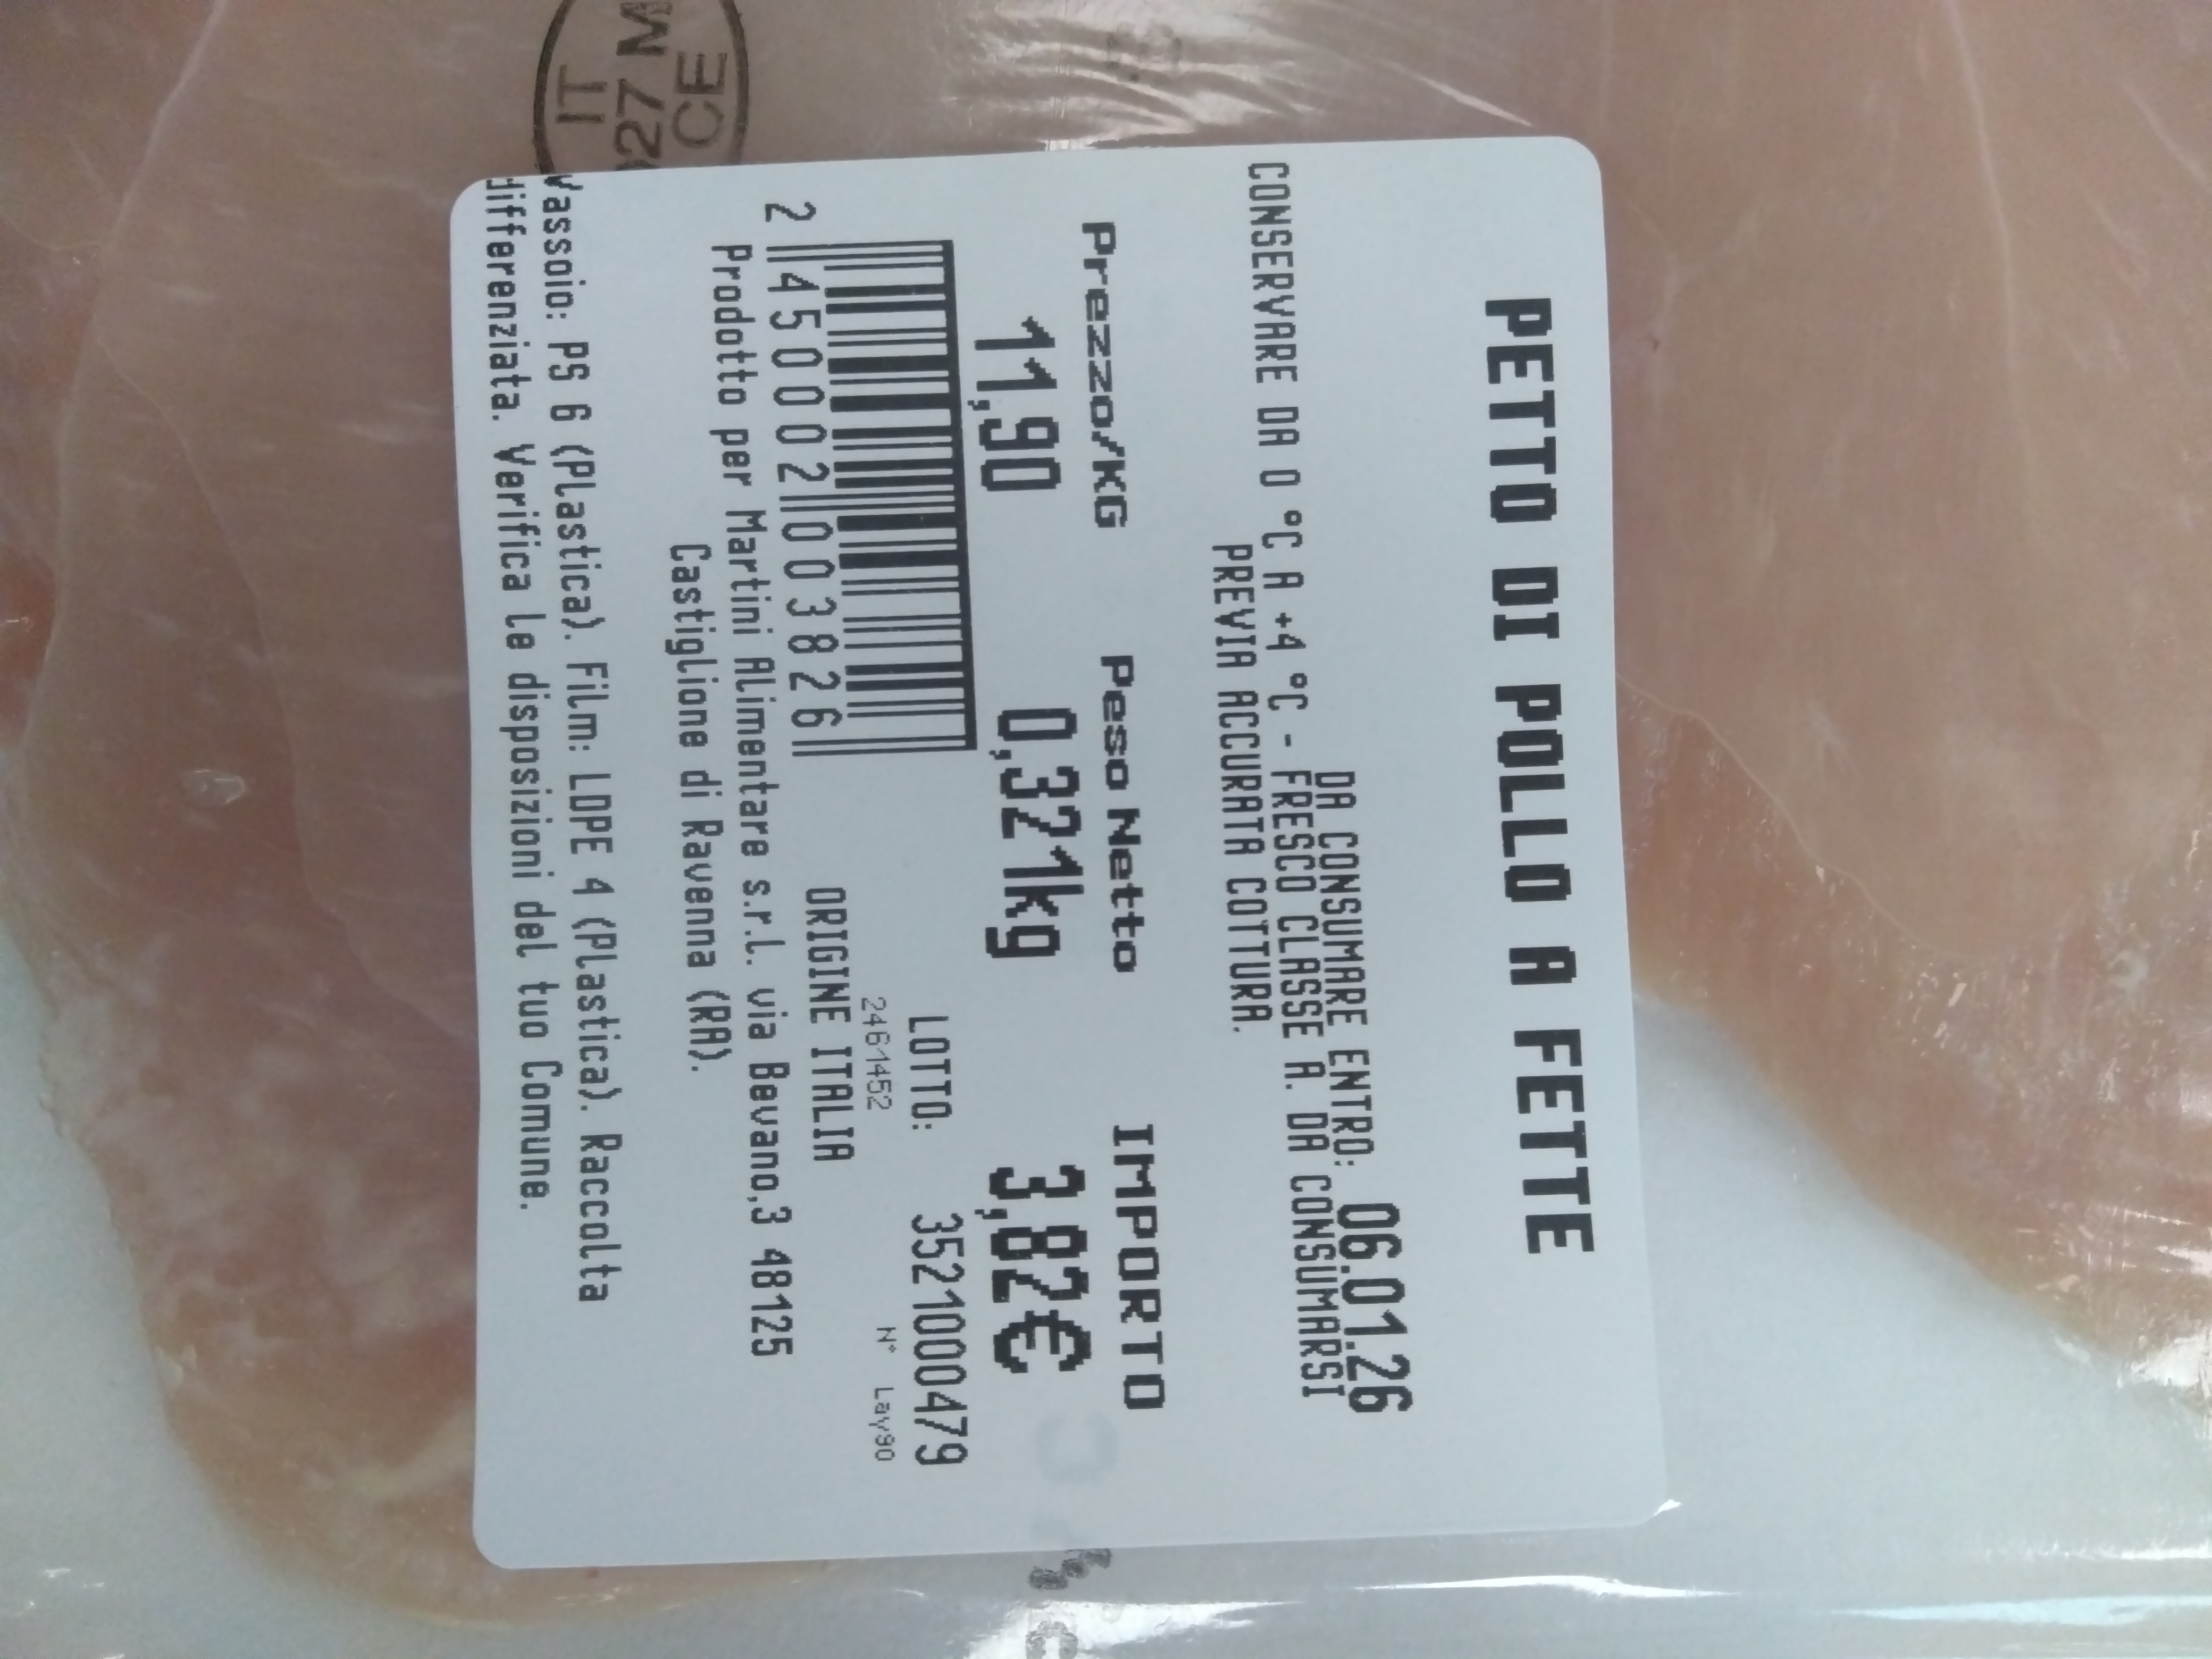 IT
027 M
CE
PETTO DI POLLO A FETTE
DA CONSUMARE ENTRO: 06.01.26
CONSERVARE DA 0 °C A +4 °C - FRESCO CLASSE A. DA CONSUMARSI
PREVIA ACCURATA COTTURA.
Prezzo/KG Peso Netto IMPORTO
11,90 0,321kg 3,82€
LOTTO: 3521000479
2461452 N° Lay90
2 450002 003826
ORIGINE ITALIA
Prodotto per Martini Alimentare s.r.l. via Bevano,3 48125
Castiglione di Ravenna (RA).
Vassoio: PS 6 (Plastica). Film: LDPE 4 (Plastica). Raccolta
differenziata. Verifica le disposizioni del tuo Comune.